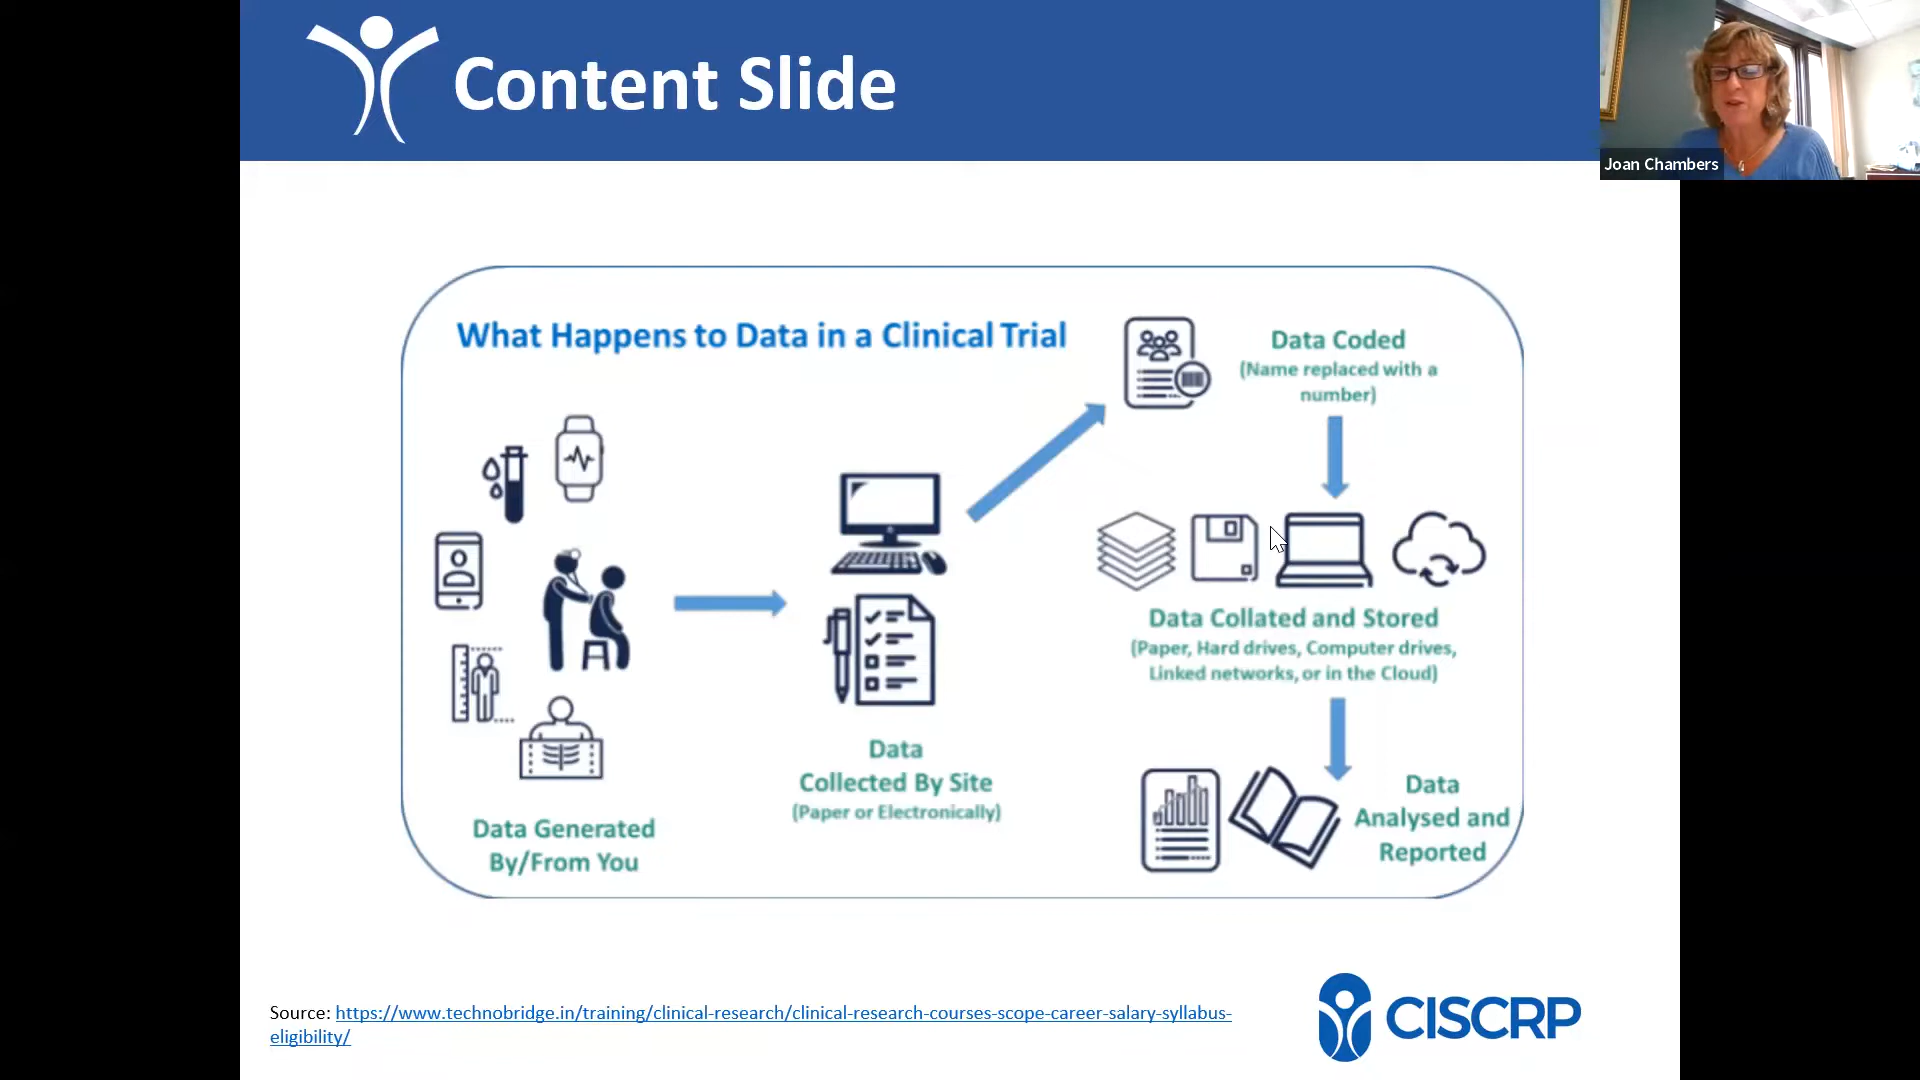 Content Slide
Joan Chambers
What Happens to Data in a Clinical Trial
Data Generated
By/From You
Data
Collected By Site
(Paper or Electronically)
Data Coded
(Name replaced with a
number)
Data Collated and Stored
(Paper, Hard drives, Computer drives,
Linked networks, or in the Cloud)
Data
Analysed and
Reported
Source: https://www.technobridge.in/training/clinical-research/clinical-research-courses-scope-career-salary-syllabus-
eligibility/
CISCRP